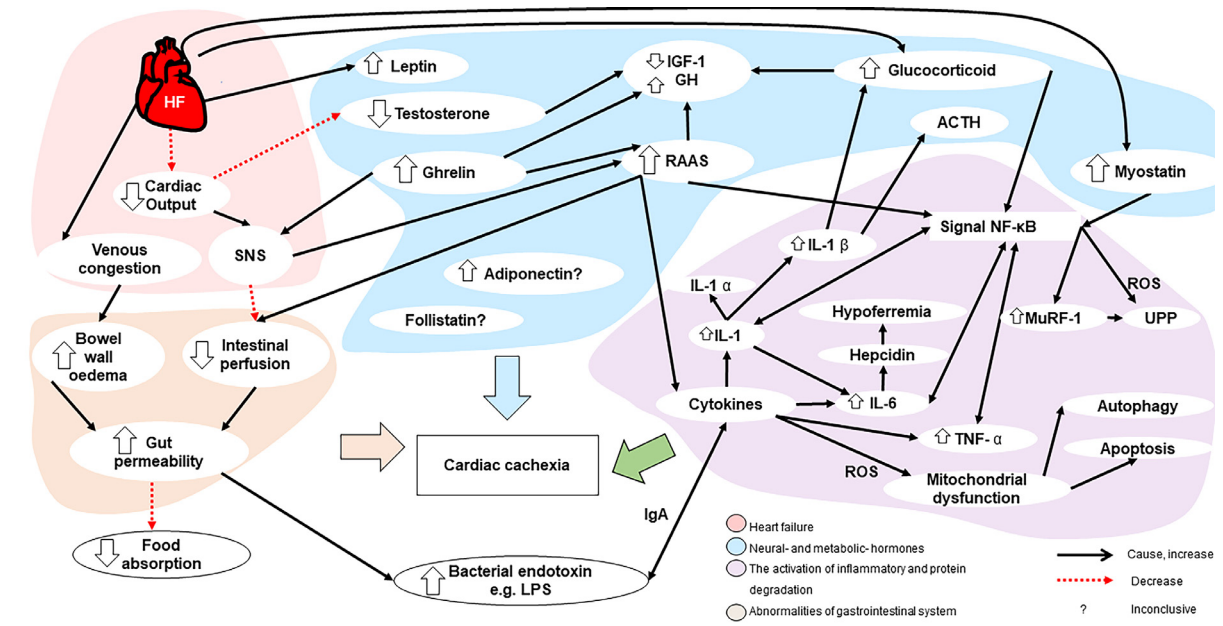 HF
Leptin
Testosterone
Ghrelin
IGF-1
GH
Glucocorticoid
ACTH
RAAS
Myostatin
Cardiac
Output
Venous
congestion
SNS
Adiponectin?
Follistatin?
Signal NF-κB
IL-1 β
IL-1 α
IL-1
Hypoferremia
Hepcidin
IL-6
MuRF-1
ROS
UPP
Bowel
wall
oedema
Intestinal
perfusion
Gut
permeability
Food
absorption
Cytokines
TNF- α
Autophagy
Apoptosis
ROS
Mitochondrial
dysfunction
Cardiac cachexia
IgA
Bacterial endotoxin
e.g. LPS
Heart failure
Neural- and metabolic- hormones
The activation of inflammatory and protein
degradation
Abnormalities of gastrointestinal system
Cause, increase
Decrease
? Inconclusive